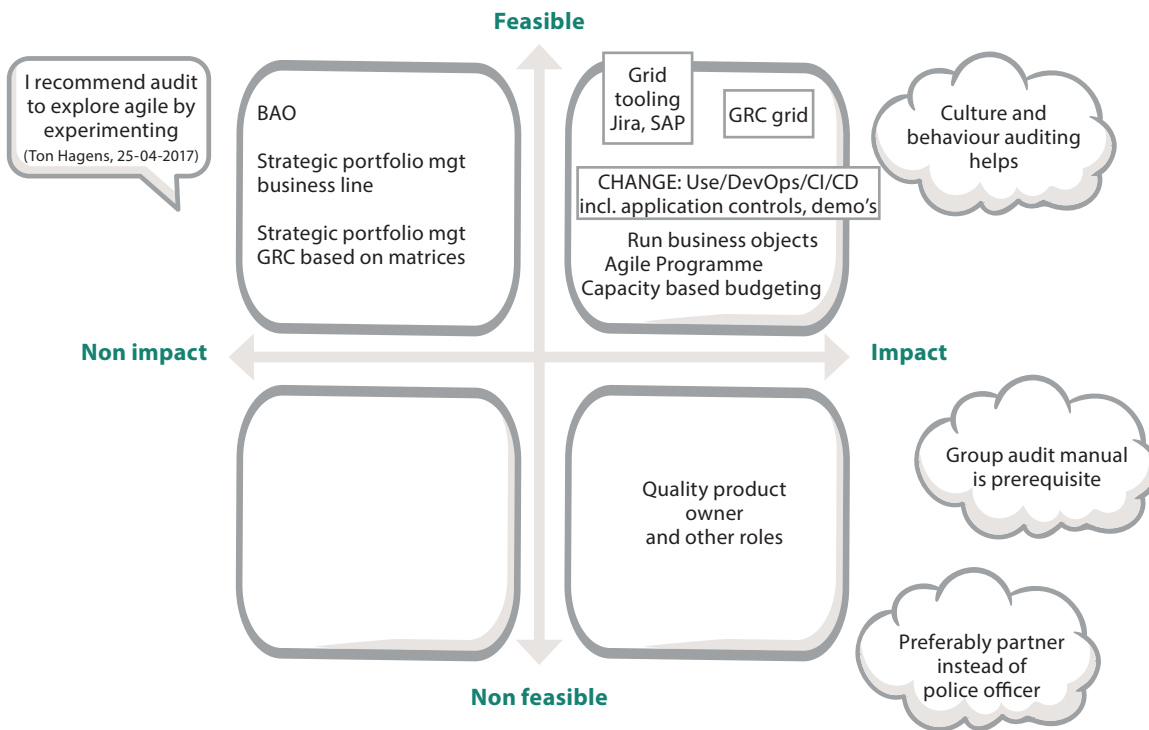 Feasible
I recommend audit
to explore agile by
experimenting
(Ton Hagens, 25-04-2017)
BAO
Strategic portfolio mgt
business line
Strategic portfolio mgt
GRC based on matrices
Grid
tooling
Jira, SAP
GRC grid
CHANGE: Use/DevOps/CI/CD
incl. application controls, demo's
Run business objects
Agile Programme
Capacity based budgeting
Culture and
behaviour auditing
helps
Non impact
Impact
Quality product
owner
and other roles
Group audit manual
is prerequisite
Preferably partner
instead of
police officer
Non feasible